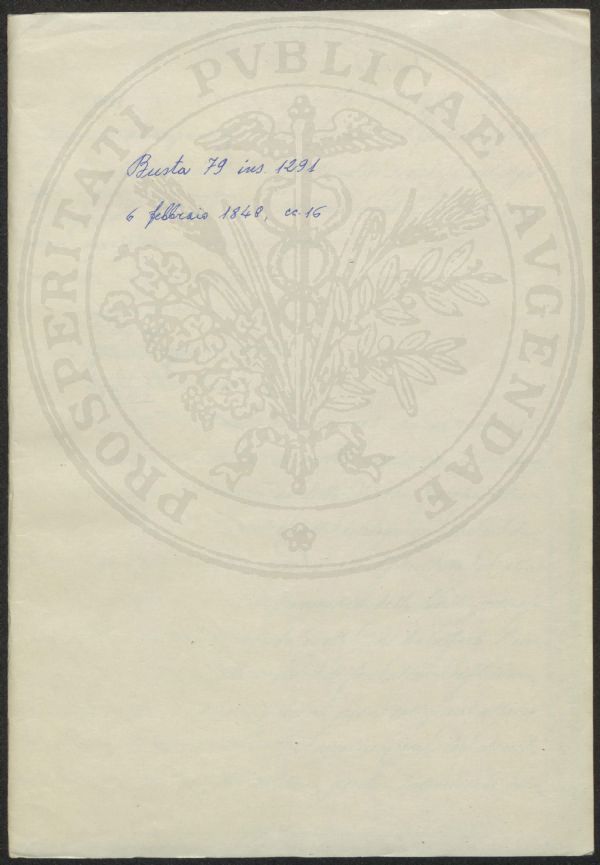 PROSPERITATI PVBLICAE AVGENDAE
Busta 79 ins. 1291
6 febbraio 1848, cc. 16